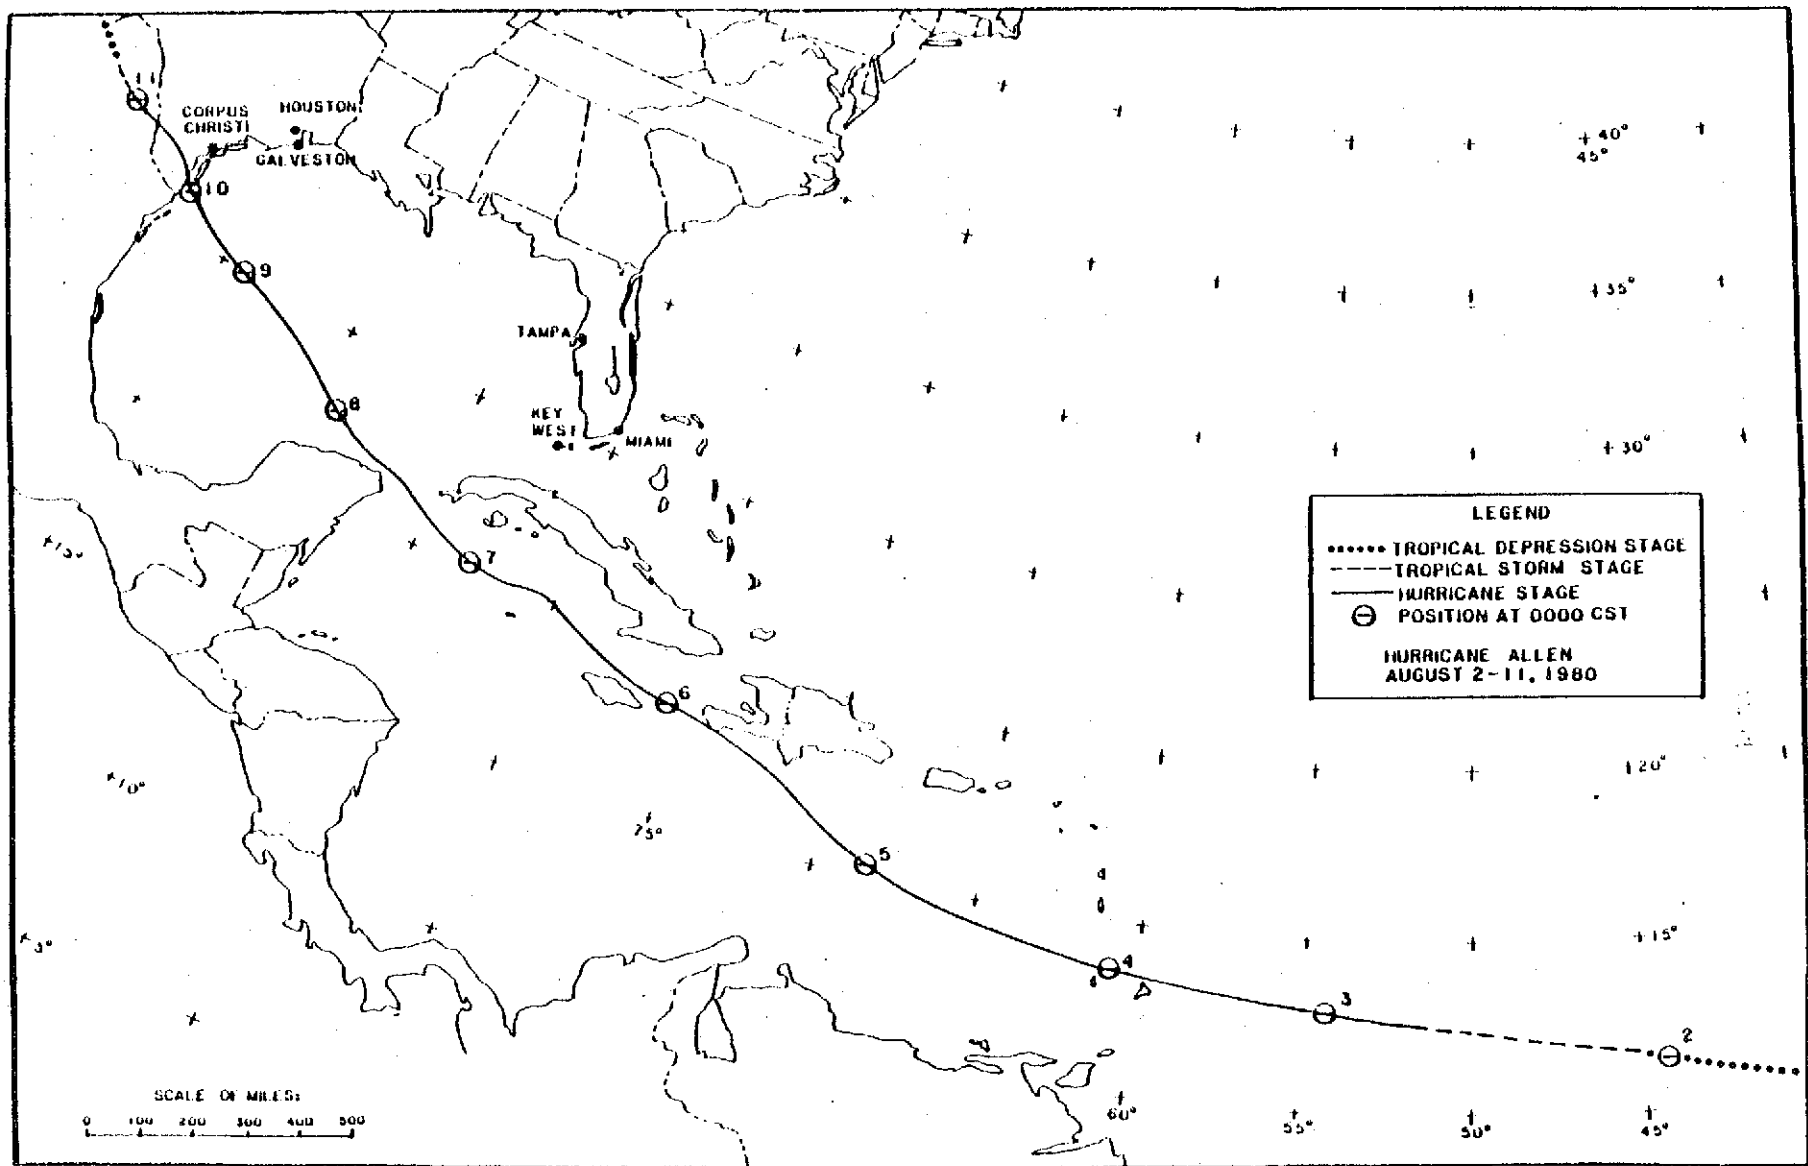 11
CORPUS
CHRISTI
HOUSTON
GALVESTON
10
9
8
7
6
5
4
3
2
TAMPA
KEY
WEST
MIAMI
40°
45°
35°
30°
20°
15°
10°
75°
60°
55°
50°
45°
LEGEND
TROPICAL DEPRESSION STAGE
TROPICAL STORM STAGE
HURRICANE STAGE
POSITION AT 0000 CST
HURRICANE ALLEN
AUGUST 2-11, 1980
SCALE OF MILES:
0 100 200 300 400 500